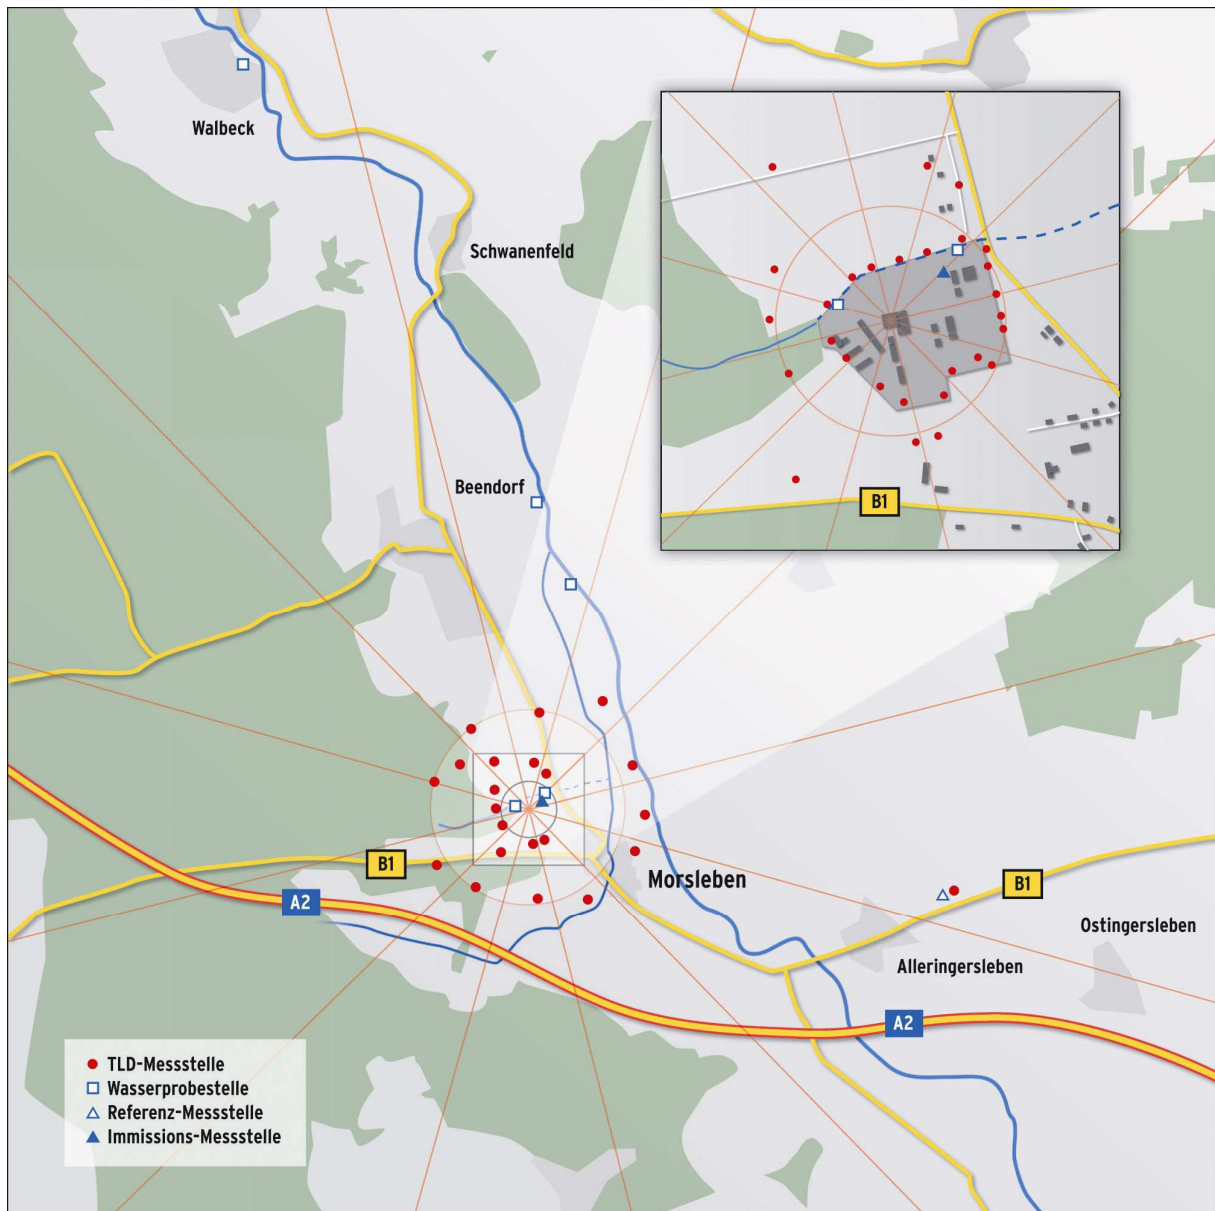 Walbeck
Schwanenfeld
Beendorf
B1
B1
A2
Morsleben
B1
Ostingersleben
Alleringersleben
A2
TLD-Messstelle
Wasserprobestelle
Referenz-Messstelle
Immissions-Messstelle